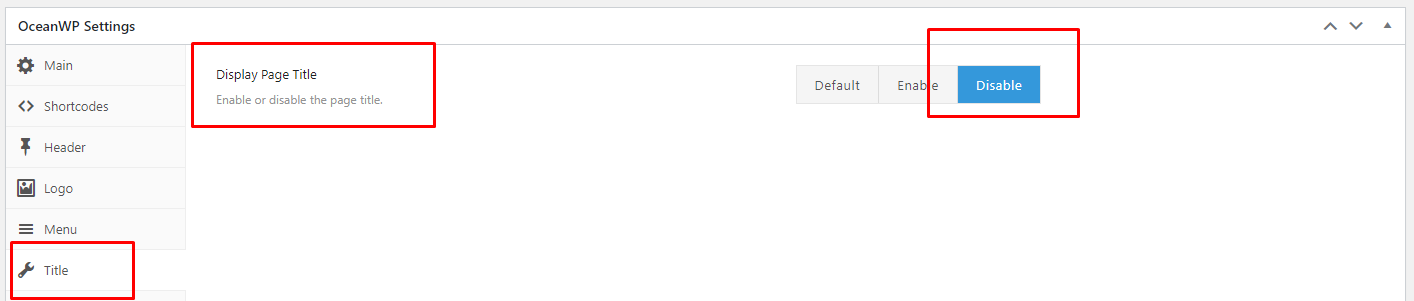 OceanWP Settings
Main
Display Page Title
Enable or disable the page title.
Default
Enable
Disable
Shortcodes
Header
Logo
Menu
Title